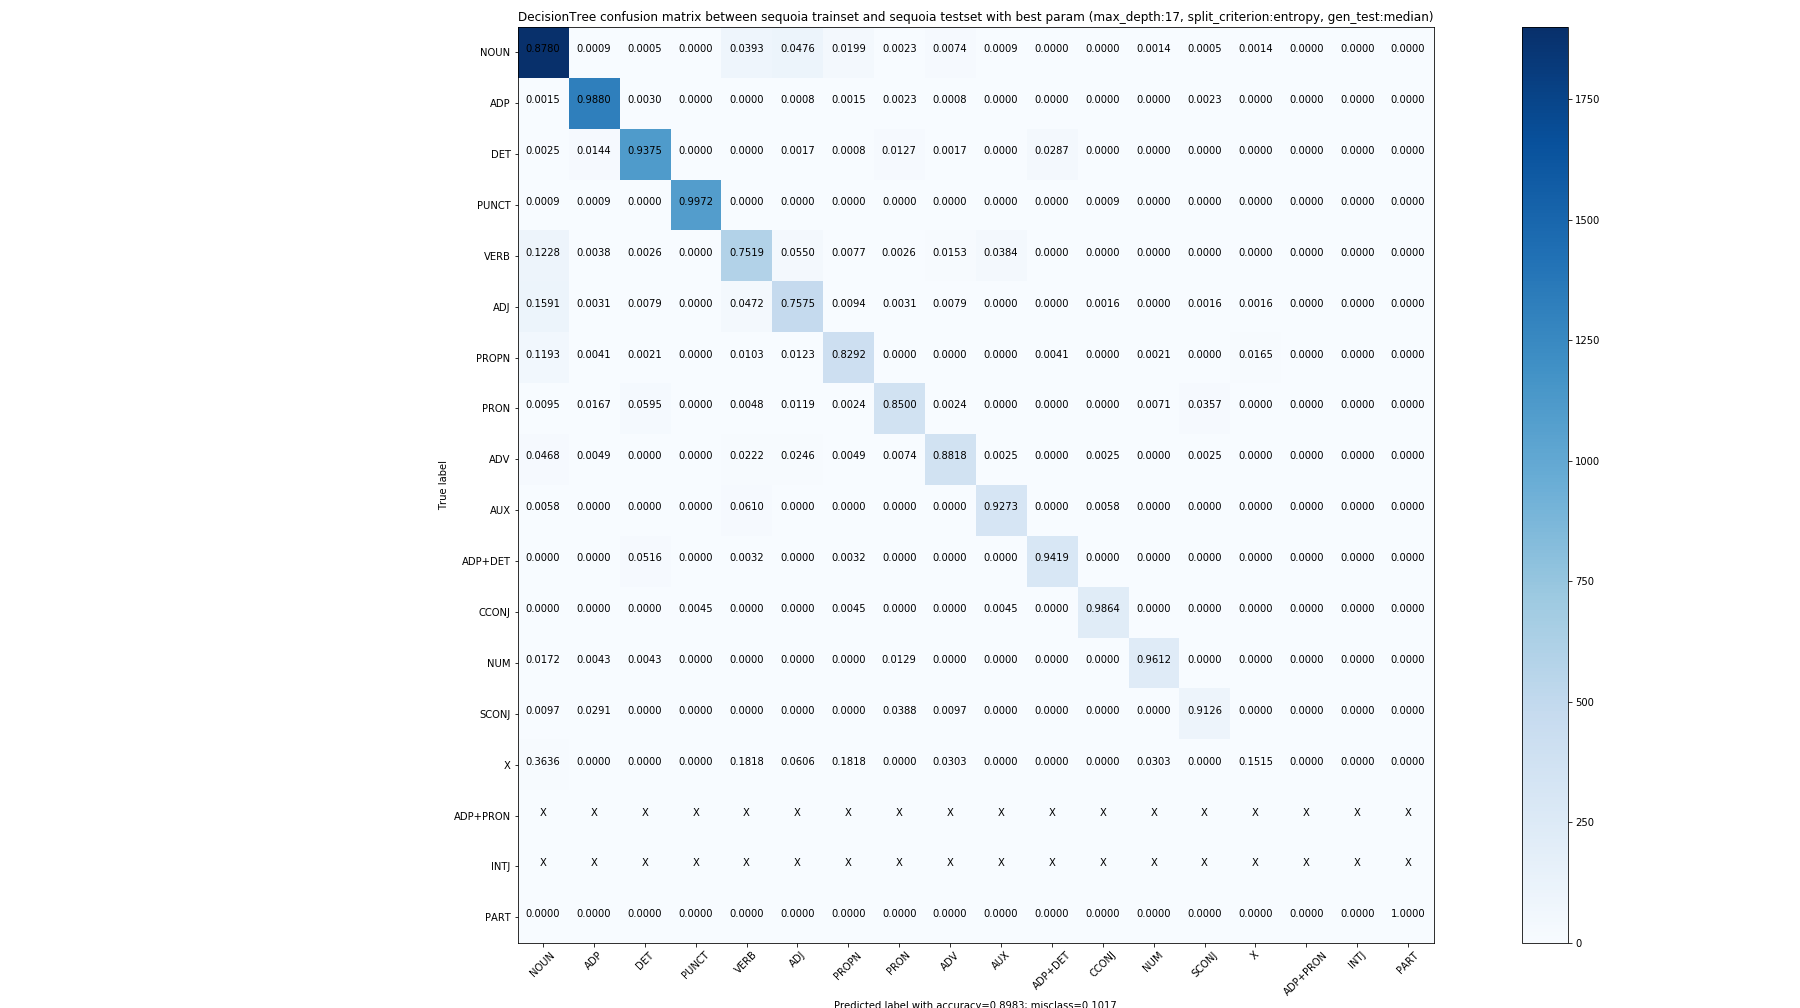 DecisionTree confusion matrix between sequoia trainset and sequoia testset with best param (max_depth:17, split_criterion:entropy, gen_test:median)
NOUN 0.8780 0.0009 0.0005 0.0000 0.0393 0.0476 0.0199 0.0023 0.0074 0.0009 0.0000 0.0000 0.0014 0.0005 0.0014 0.0000 0.0000 0.0000
ADP 0.0015 0.9880 0.0030 0.0000 0.0000 0.0008 0.0015 0.0023 0.0008 0.0000 0.0000 0.0000 0.0000 0.0023 0.0000 0.0000 0.0000 0.0000
DET 0.0025 0.0144 0.9375 0.0000 0.0000 0.0017 0.0008 0.0127 0.0017 0.0000 0.0287 0.0000 0.0000 0.0000 0.0000 0.0000 0.0000 0.0000
PUNCT 0.0009 0.0009 0.0000 0.9972 0.0000 0.0000 0.0000 0.0000 0.0000 0.0000 0.0000 0.0009 0.0000 0.0000 0.0000 0.0000 0.0000 0.0000
VERB 0.1228 0.0038 0.0026 0.0000 0.7519 0.0550 0.0077 0.0026 0.0153 0.0384 0.0000 0.0000 0.0000 0.0000 0.0000 0.0000 0.0000 0.0000
ADJ 0.1591 0.0031 0.0079 0.0000 0.0472 0.7575 0.0094 0.0031 0.0079 0.0000 0.0000 0.0016 0.0000 0.0016 0.0016 0.0000 0.0000 0.0000
PROPN 0.1193 0.0041 0.0021 0.0000 0.0103 0.0123 0.8292 0.0000 0.0000 0.0000 0.0041 0.0000 0.0021 0.0000 0.0165 0.0000 0.0000 0.0000
PRON 0.0095 0.0167 0.0595 0.0000 0.0048 0.0119 0.0024 0.8500 0.0024 0.0000 0.0000 0.0000 0.0071 0.0357 0.0000 0.0000 0.0000 0.0000
ADV 0.0468 0.0049 0.0000 0.0000 0.0222 0.0246 0.0049 0.0074 0.8818 0.0025 0.0000 0.0025 0.0000 0.0025 0.0000 0.0000 0.0000 0.0000
AUX 0.0058 0.0000 0.0000 0.0000 0.0610 0.0000 0.0000 0.0000 0.0000 0.9273 0.0000 0.0058 0.0000 0.0000 0.0000 0.0000 0.0000 0.0000
ADP+DET 0.0000 0.0000 0.0516 0.0000 0.0032 0.0000 0.0032 0.0000 0.0000 0.0000 0.9419 0.0000 0.0000 0.0000 0.0000 0.0000 0.0000 0.0000
CCONJ 0.0000 0.0000 0.0000 0.0045 0.0000 0.0000 0.0045 0.0000 0.0000 0.0045 0.0000 0.9864 0.0000 0.0000 0.0000 0.0000 0.0000 0.0000
NUM 0.0172 0.0043 0.0043 0.0000 0.0000 0.0000 0.0000 0.0129 0.0000 0.0000 0.0000 0.0000 0.9612 0.0000 0.0000 0.0000 0.0000 0.0000
SCONJ 0.0097 0.0291 0.0000 0.0000 0.0000 0.0000 0.0000 0.0388 0.0097 0.0000 0.0000 0.0000 0.0000 0.9126 0.0000 0.0000 0.0000 0.0000
X 0.3636 0.0000 0.0000 0.0000 0.1818 0.0606 0.1818 0.0000 0.0303 0.0000 0.0000 0.0000 0.0303 0.0000 0.1515 0.0000 0.0000 0.0000
ADP+PRON X X X X X X X X X X X X X X X X X X
INTJ X X X X X X X X X X X X X X X X X X
PART 0.0000 0.0000 0.0000 0.0000 0.0000 0.0000 0.0000 0.0000 0.0000 0.0000 0.0000 0.0000 0.0000 0.0000 0.0000 0.0000 0.0000 1.0000
True label
NOUN ADP DET PUNCT VERB ADJ PROPN PRON ADV AUX ADP+DET CCONJ NUM SCONJ X ADP+PRON INTJ PART
Predicted label with accuracy=0.8983; misclass=0.1017
1750
1500
1250
1000
750
500
250
0